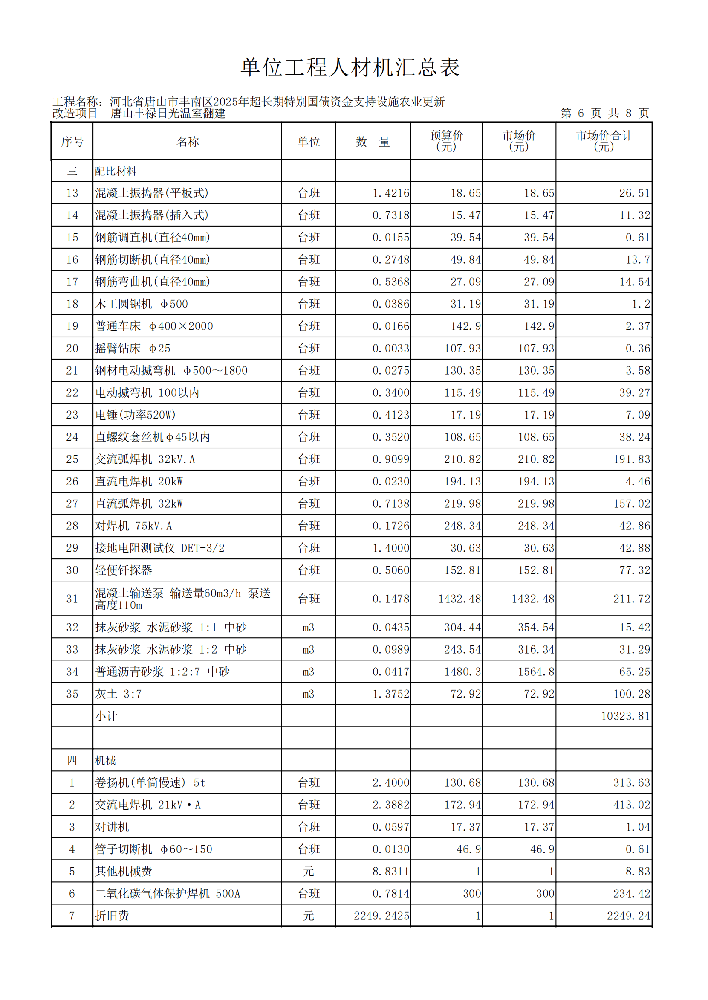 单位工程人材机汇总表
工程名称：河北省唐山市丰南区2025年超长期特别国债资金支持设施农业更新
改造项目--唐山丰禄日光温室翻建 第 6 页 共 8 页
序号 名称 单位 数 量 预算价(元) 市场价(元) 市场价合计(元)
三 配比材料
13 混凝土振捣器(平板式) 台班 1.4216 18.65 18.65 26.51
14 混凝土振捣器(插入式) 台班 0.7318 15.47 15.47 11.32
15 钢筋调直机(直径40mm) 台班 0.0155 39.54 39.54 0.61
16 钢筋切断机(直径40mm) 台班 0.2748 49.84 49.84 13.7
17 钢筋弯曲机(直径40mm) 台班 0.5368 27.09 27.09 14.54
18 木工圆锯机 φ500 台班 0.0386 31.19 31.19 1.2
19 普通车床 φ400×2000 台班 0.0166 142.9 142.9 2.37
20 摇臂钻床 φ25 台班 0.0033 107.93 107.93 0.36
21 钢材电动摵弯机 φ500～1800 台班 0.0275 130.35 130.35 3.58
22 电动摵弯机 100以内 台班 0.3400 115.49 115.49 39.27
23 电锤(功率520W) 台班 0.4123 17.19 17.19 7.09
24 直螺纹套丝机φ45以内 台班 0.3520 108.65 108.65 38.24
25 交流弧焊机 32kV.A 台班 0.9099 210.82 210.82 191.83
26 直流电焊机 20kW 台班 0.0230 194.13 194.13 4.46
27 直流弧焊机 32kW 台班 0.7138 219.98 219.98 157.02
28 对焊机 75kV.A 台班 0.1726 248.34 248.34 42.86
29 接地电阻测试仪 DET-3/2 台班 1.4000 30.63 30.63 42.88
30 轻便钎探器 台班 0.5060 152.81 152.81 77.32
31 混凝土输送泵 输送量60m3/h 泵送
高度110m 台班 0.1478 1432.48 1432.48 211.72
32 抹灰砂浆 水泥砂浆 1:1 中砂 m3 0.0435 304.44 354.54 15.42
33 抹灰砂浆 水泥砂浆 1:2 中砂 m3 0.0989 243.54 316.34 31.29
34 普通沥青砂浆 1:2:7 中砂 m3 0.0417 1480.3 1564.8 65.25
35 灰土 3:7 m3 1.3752 72.92 72.92 100.28
小计 10323.81
四 机械
1 卷扬机(单筒慢速) 5t 台班 2.4000 130.68 130.68 313.63
2 交流电焊机 21kV·A 台班 2.3882 172.94 172.94 413.02
3 对讲机 台班 0.0597 17.37 17.37 1.04
4 管子切断机 φ60～150 台班 0.0130 46.9 46.9 0.61
5 其他机械费 元 8.8311 1 1 8.83
6 二氧化碳气体保护焊机 500A 台班 0.7814 300 300 234.42
7 折旧费 元 2249.2425 1 1 2249.24